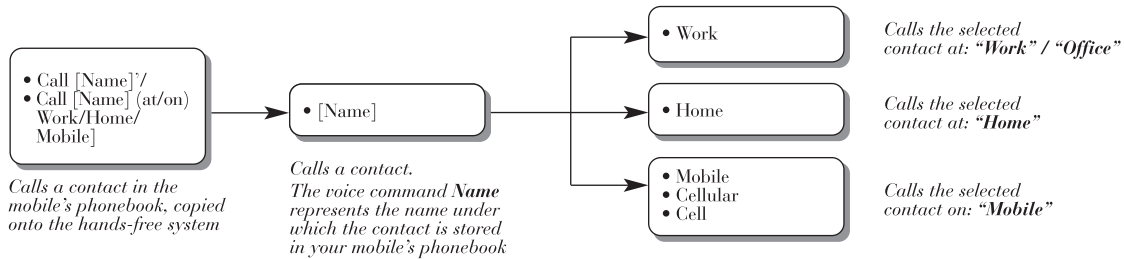 • Call [Name]'/
• Call [Name] (at/on)
Work/Home/
Mobile]
Calls a contact in the
mobile's phonebook, copied
onto the hands-free system
• [Name]
Calls a contact.
The voice command Name
represents the name under
which the contact is stored
in your mobile's phonebook
• Work
Calls the selected
contact at: “Work” / “Office”
• Home
Calls the selected
contact at: “Home”
• Mobile
• Cellular
• Cell
Calls the selected
contact on: “Mobile”